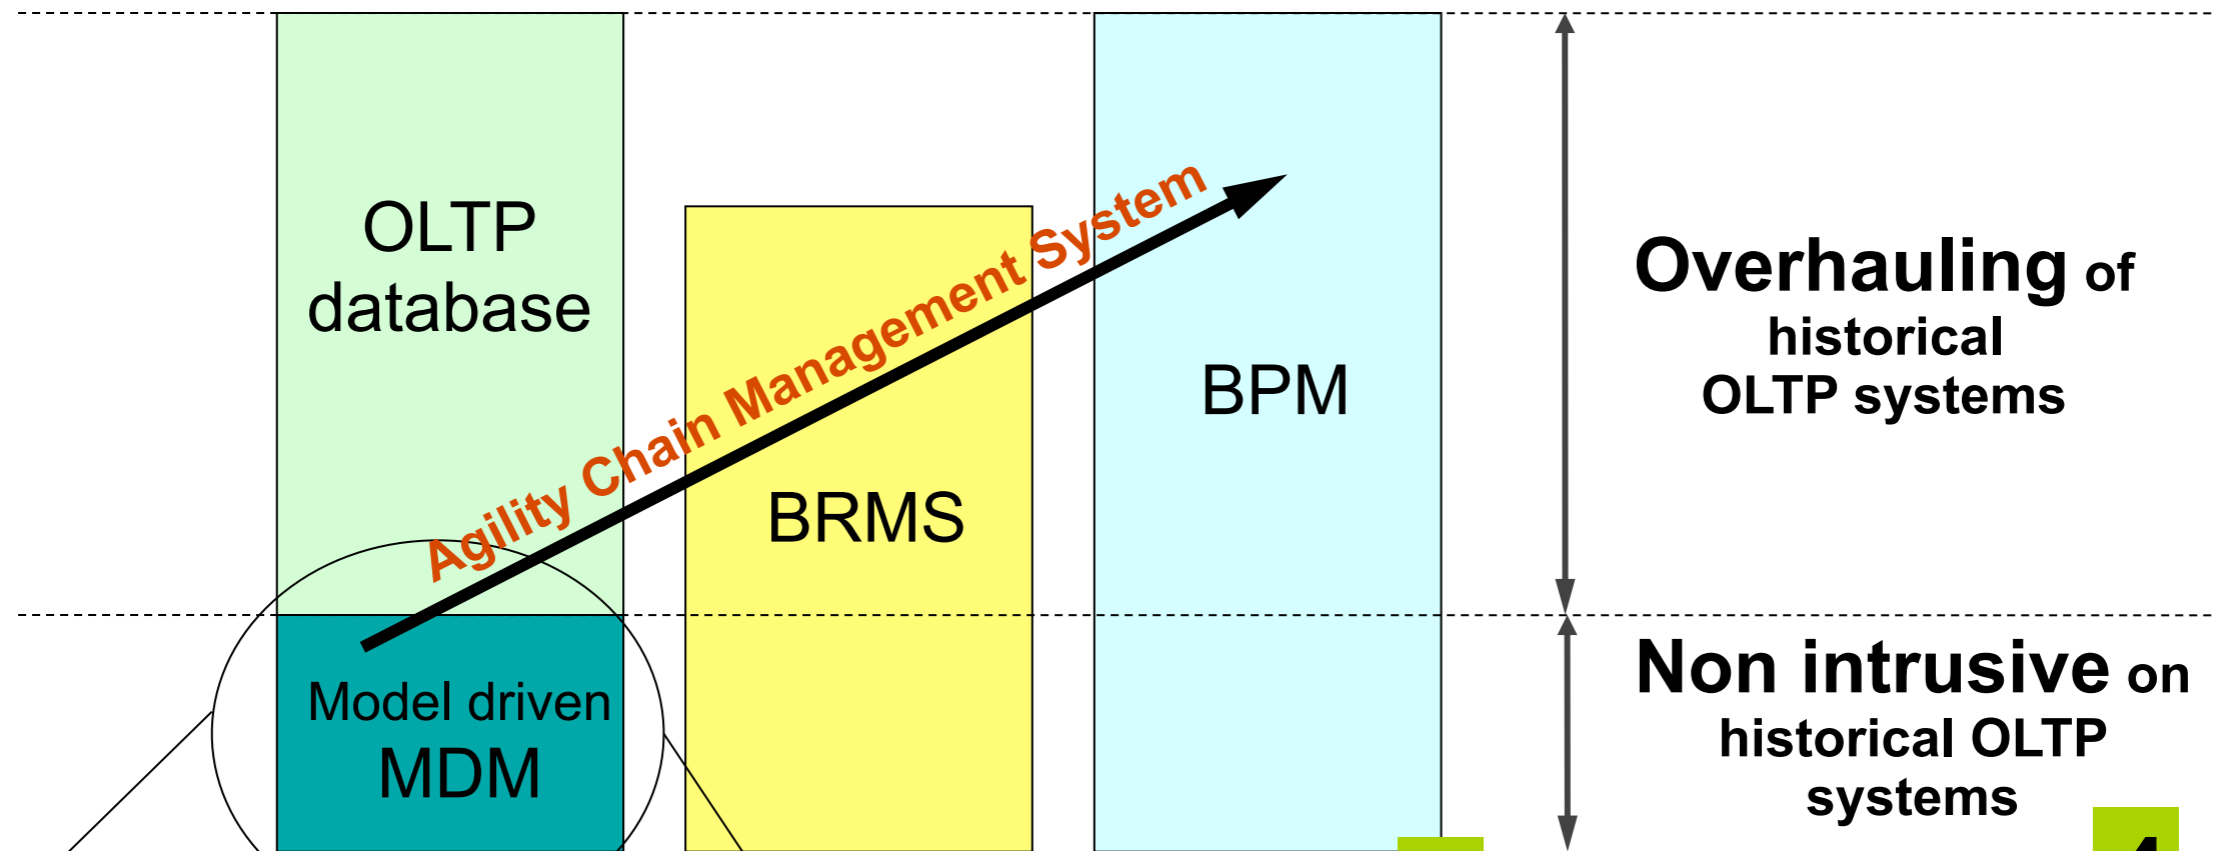 OLTP
database
Agility Chain Management System
BRMS
BPM
Model driven
MDM
Overhauling of
historical
OLTP systems
Non intrusive on
historical OLTP
systems